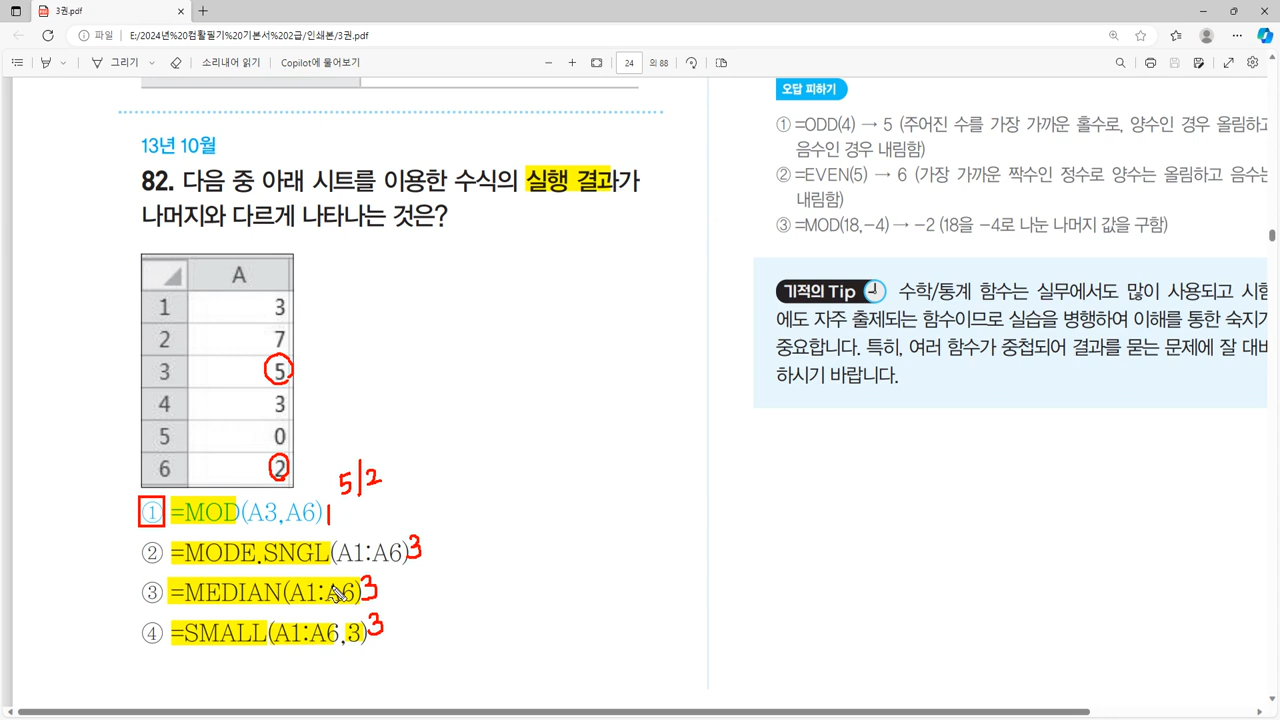 3권.pdf
파일 E:/2024년%20컴활필기%20기본서%202급/인쇄본/3권.pdf
그리기 소리내어 읽기 Copilot에 물어보기 24 의 88
13년 10월
82. 다음 중 아래 시트를 이용한 수식의 실행 결과가
나머지와 다르게 나타나는 것은?
A
1 3
2 7
3 5
4 3
5 0
6 2
5/2
① =MOD(A3,A6) 1
② =MODE.SNGL(A1:A6) 3
③ =MEDIAN(A1:A6) 3
④ =SMALL(A1:A6,3) 3
오답 피하기
① =ODD(4) → 5 (주어진 수를 가장 가까운 홀수로, 양수인 경우 올림하고
음수인 경우 내림함)
② =EVEN(5) → 6 (가장 가까운 짝수인 정수로 양수는 올림하고 음수는
내림함)
③ =MOD(18,-4) → -2 (18을 -4로 나눈 나머지 값을 구함)
기적의 Tip 수학/통계 함수는 실무에서도 많이 사용되고 시험
에도 자주 출제되는 함수이므로 실습을 병행하여 이해를 통한 숙지가
중요합니다. 특히, 여러 함수가 중첩되어 결과를 묻는 문제에 잘 대비
하시기 바랍니다.